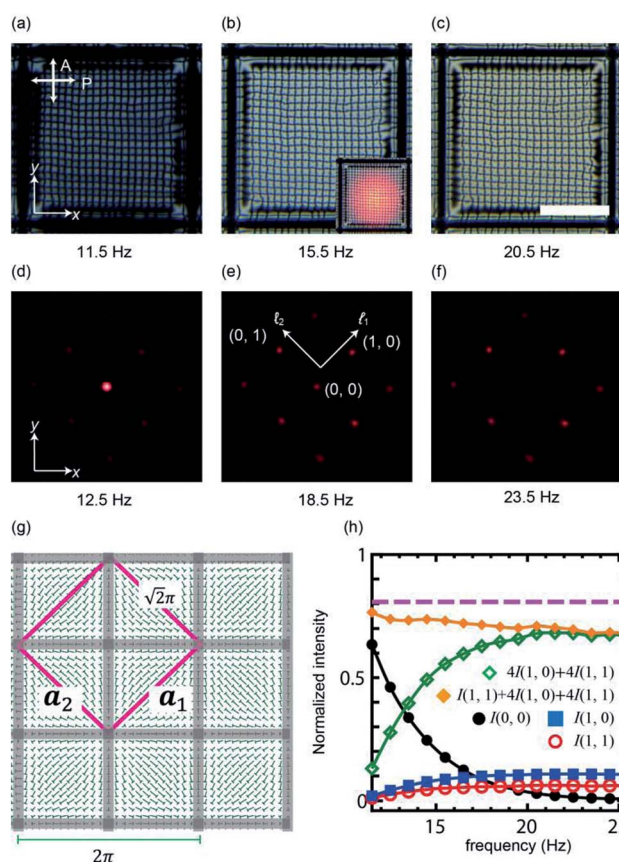 (a)
(b)
(c)
A
P
y
x
11.5 Hz
15.5 Hz
20.5 Hz
(d)
(e)
(f)
ℓ₂
ℓ₁
(0, 1)
(1, 0)
(0, 0)
y
x
12.5 Hz
18.5 Hz
23.5 Hz
(g)
(h)
√2π
a₂
a₁
2π
Normalized intensity
1
0.5
0
4I(1, 0)+4I(1, 1)
I(1, 1)+4I(1, 0)+4I(1, 1)
I(0, 0)
I(1, 0)
I(1, 1)
15
20
2
frequency (Hz)